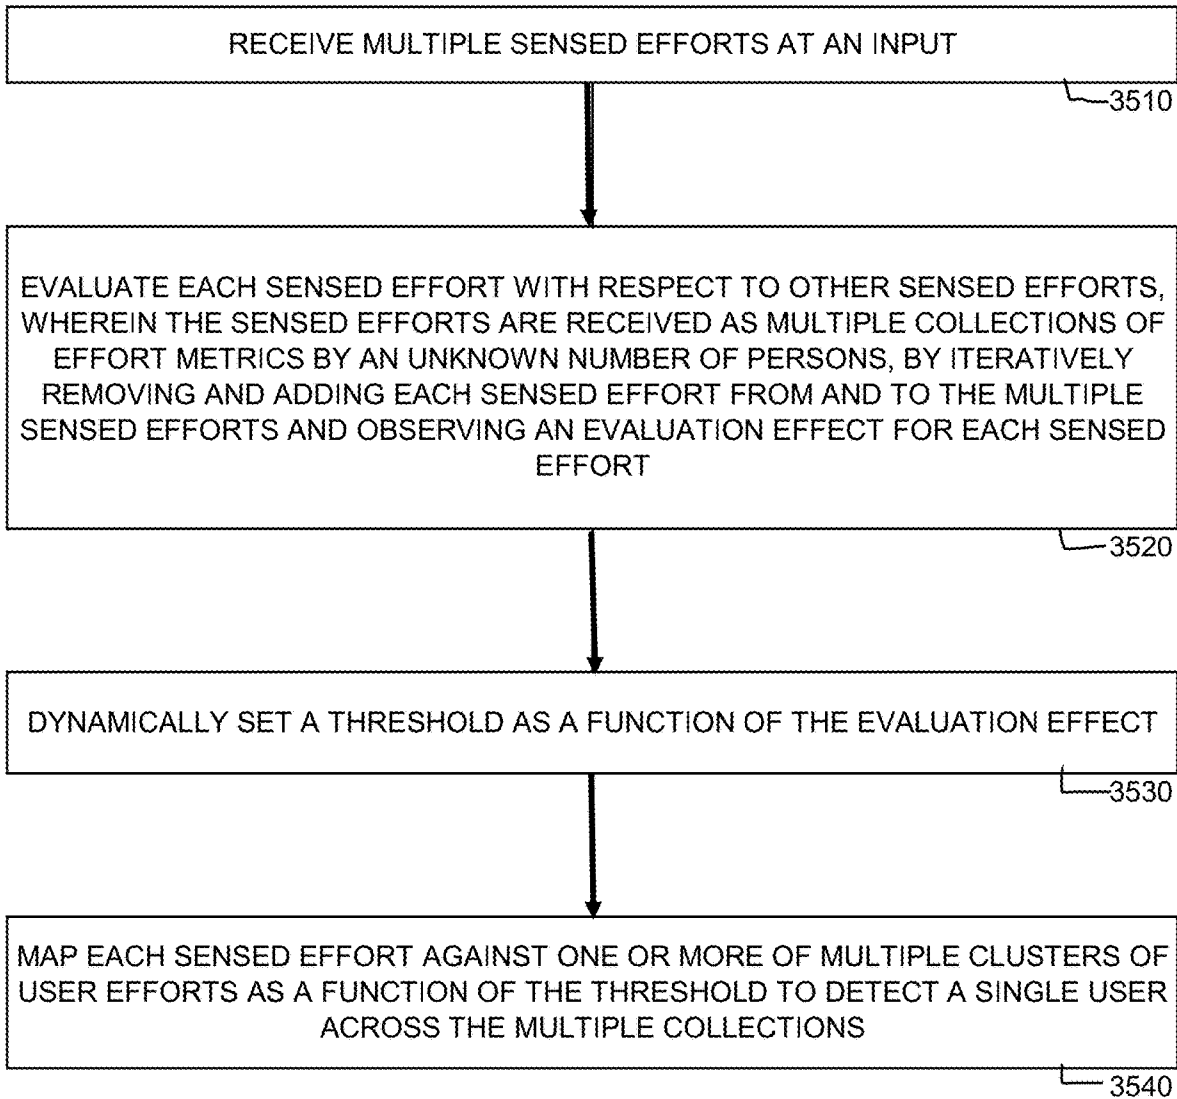 RECEIVE MULTIPLE SENSED EFFORTS AT AN INPUT
3510
EVALUATE EACH SENSED EFFORT WITH RESPECT TO OTHER SENSED EFFORTS,
WHEREIN THE SENSED EFFORTS ARE RECEIVED AS MULTIPLE COLLECTIONS OF
EFFORT METRICS BY AN UNKNOWN NUMBER OF PERSONS, BY ITERATIVELY
REMOVING AND ADDING EACH SENSED EFFORT FROM AND TO THE MULTIPLE
SENSED EFFORTS AND OBSERVING AN EVALUATION EFFECT FOR EACH SENSED
EFFORT
3520
DYNAMICALLY SET A THRESHOLD AS A FUNCTION OF THE EVALUATION EFFECT
3530
MAP EACH SENSED EFFORT AGAINST ONE OR MORE OF MULTIPLE CLUSTERS OF
USER EFFORTS AS A FUNCTION OF THE THRESHOLD TO DETECT A SINGLE USER
ACROSS THE MULTIPLE COLLECTIONS
3540